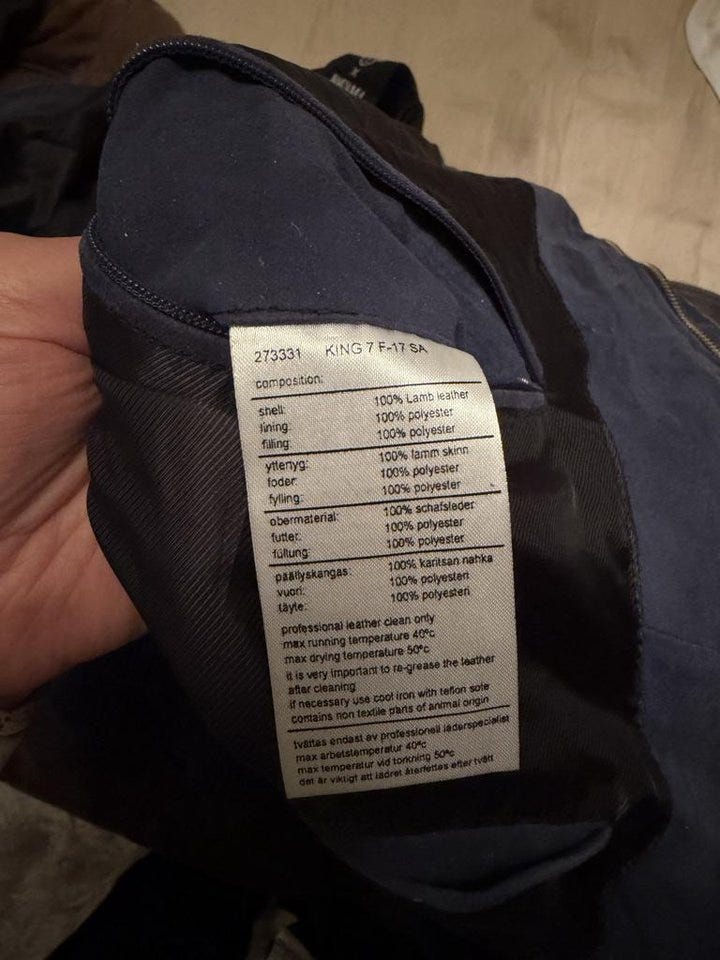 273331 KING 7 F-17 SA
composition:
shell: 100% Lamb leather
lining: 100% polyester
filling: 100% polyester
yttertyg: 100% lamm skinn
foder: 100% polyester
fyllning: 100% polyester
obermaterial: 100% schafsleder
futter: 100% polyester
füllung: 100% polyester
päällyskangas: 100% karitsan nahka
vuori: 100% polyesteri
täyte: 100% polyesteri
professional leather clean only
max running temperature 40°c
max drying temperature 50°c
it is very important to re-grease the leather
after cleaning
if necessary use cool iron with teflon sole
contains non textile parts of animal origin
tvättas endast av professionell läderspecialist
max arbetstemperatur 40°c
max temperatur vid torkning 50°c
det är viktigt att lädret återfettas efter tvätt